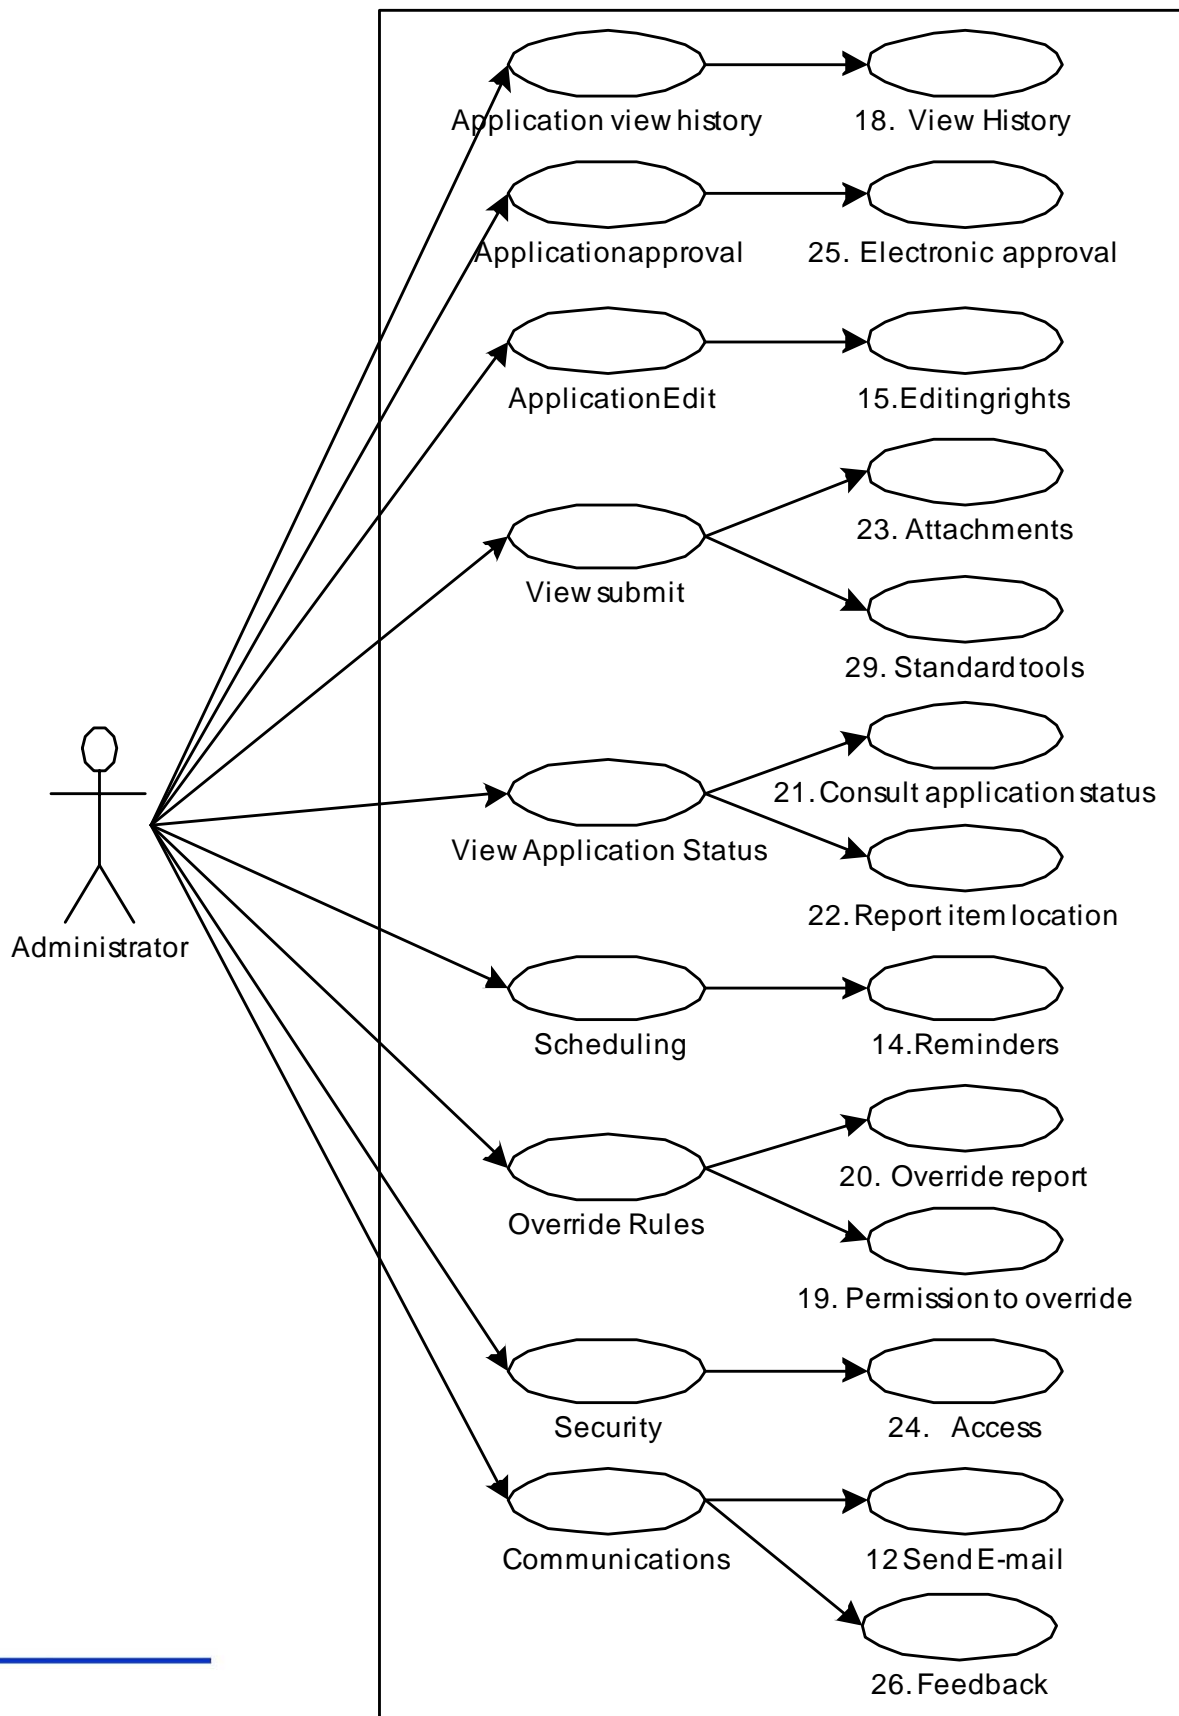 Application view history
18. View History
Applicationapproval
25. Electronic approval
ApplicationEdit
15.Editingrights
23. Attachments
View submit
29. Standard tools
21. Consult application status
View Application Status
22. Report item location
Administrator
Scheduling
14.Reminders
20. Override report
Override Rules
19. Permission to override
Security
24. Access
Communications
12 Send E-mail
26. Feedback